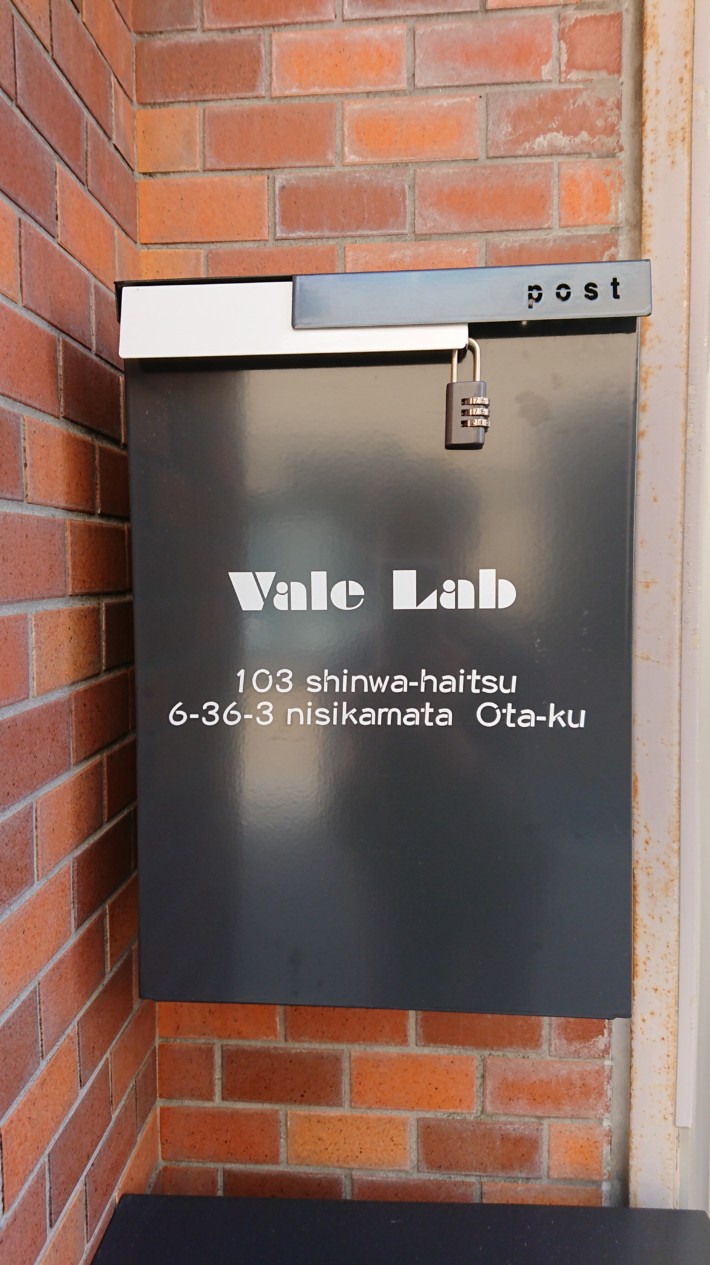 post
Vale Lab
103 shinwa-haitsu
6-36-3 nisikamata Ota-ku